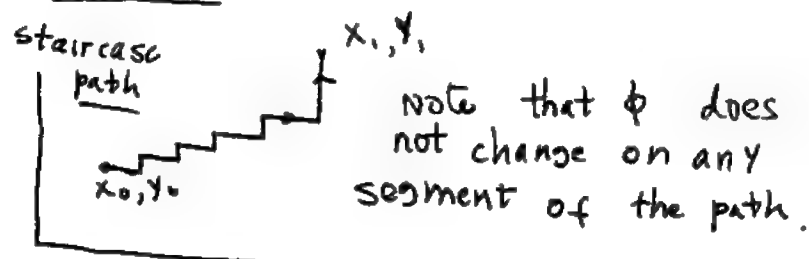 staircase
path
x₁, y₁
x₀, y₀
Note that φ does
not change on any
segment of the path.